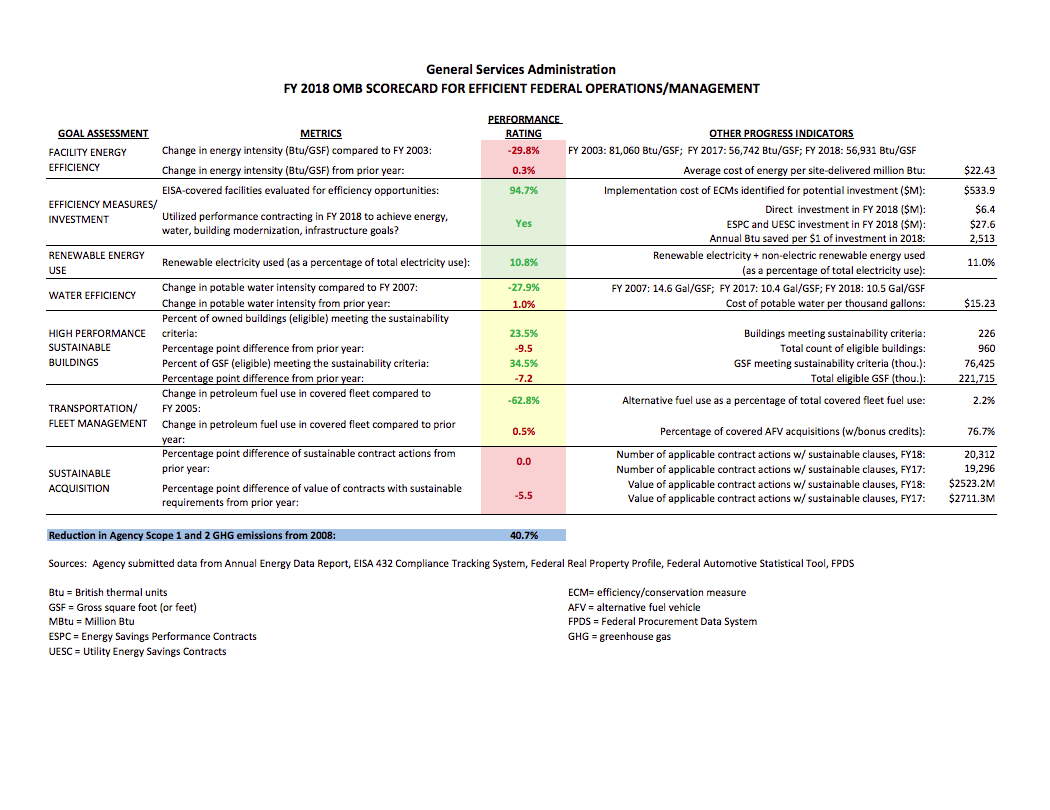 General Services Administration
FY 2018 OMB SCORECARD FOR EFFICIENT FEDERAL OPERATIONS/MANAGEMENT
GOAL ASSESSMENT METRICS PERFORMANCE RATING OTHER PROGRESS INDICATORS
FACILITY ENERGY EFFICIENCY
Change in energy intensity (Btu/GSF) compared to FY 2003: -29.8% FY 2003: 81,060 Btu/GSF; FY 2017: 56,742 Btu/GSF; FY 2018: 56,931 Btu/GSF
Change in energy intensity (Btu/GSF) from prior year: 0.3% Average cost of energy per site-delivered million Btu: $22.43
EFFICIENCY MEASURES/
INVESTMENT
EISA-covered facilities evaluated for efficiency opportunities: 94.7% Implementation cost of ECMs identified for potential investment ($M): $533.9
Utilized performance contracting in FY 2018 to achieve energy,
water, building modernization, infrastructure goals? Yes
Direct investment in FY 2018 ($M): $6.4
ESPC and UESC investment in FY 2018 ($M): $27.6
Annual Btu saved per $1 of investment in 2018: 2,513
RENEWABLE ENERGY
USE
Renewable electricity used (as a percentage of total electricity use): 10.8%
Renewable electricity + non-electric renewable energy used
(as a percentage of total electricity use): 11.0%
WATER EFFICIENCY
Change in potable water intensity compared to FY 2007: -27.9% FY 2007: 14.6 Gal/GSF; FY 2017: 10.4 Gal/GSF; FY 2018: 10.5 Gal/GSF
Change in potable water intensity from prior year: 1.0% Cost of potable water per thousand gallons: $15.23
HIGH PERFORMANCE
SUSTAINABLE
BUILDINGS
Percent of owned buildings (eligible) meeting the sustainability
criteria: 23.5% Buildings meeting sustainability criteria: 226
Percentage point difference from prior year: -9.5 Total count of eligible buildings: 960
Percent of GSF (eligible) meeting the sustainability criteria: 34.5% GSF meeting sustainability criteria (thou.): 76,425
Percentage point difference from prior year: -7.2 Total eligible GSF (thou.): 221,715
TRANSPORTATION/
FLEET MANAGEMENT
Change in petroleum fuel use in covered fleet compared to
FY 2005: -62.8% Alternative fuel use as a percentage of total covered fleet fuel use: 2.2%
Change in petroleum fuel use in covered fleet compared to prior
year: 0.5% Percentage of covered AFV acquisitions (w/bonus credits): 76.7%
SUSTAINABLE
ACQUISITION
Percentage point difference of sustainable contract actions from
prior year: 0.0
Number of applicable contract actions w/ sustainable clauses, FY18: 20,312
Number of applicable contract actions w/ sustainable clauses, FY17: 19,296
Percentage point difference of value of contracts with sustainable
requirements from prior year: -5.5
Value of applicable contract actions w/ sustainable clauses, FY18: $2523.2M
Value of applicable contract actions w/ sustainable clauses, FY17: $2711.3M
Reduction in Agency Scope 1 and 2 GHG emissions from 2008: 40.7%
Sources: Agency submitted data from Annual Energy Data Report, EISA 432 Compliance Tracking System, Federal Real Property Profile, Federal Automotive Statistical Tool, FPDS
Btu = British thermal units
GSF = Gross square foot (or feet)
MBtu = Million Btu
ESPC = Energy Savings Performance Contracts
UESC = Utility Energy Savings Contracts
ECM= efficiency/conservation measure
AFV = alternative fuel vehicle
FPDS = Federal Procurement Data System
GHG = greenhouse gas